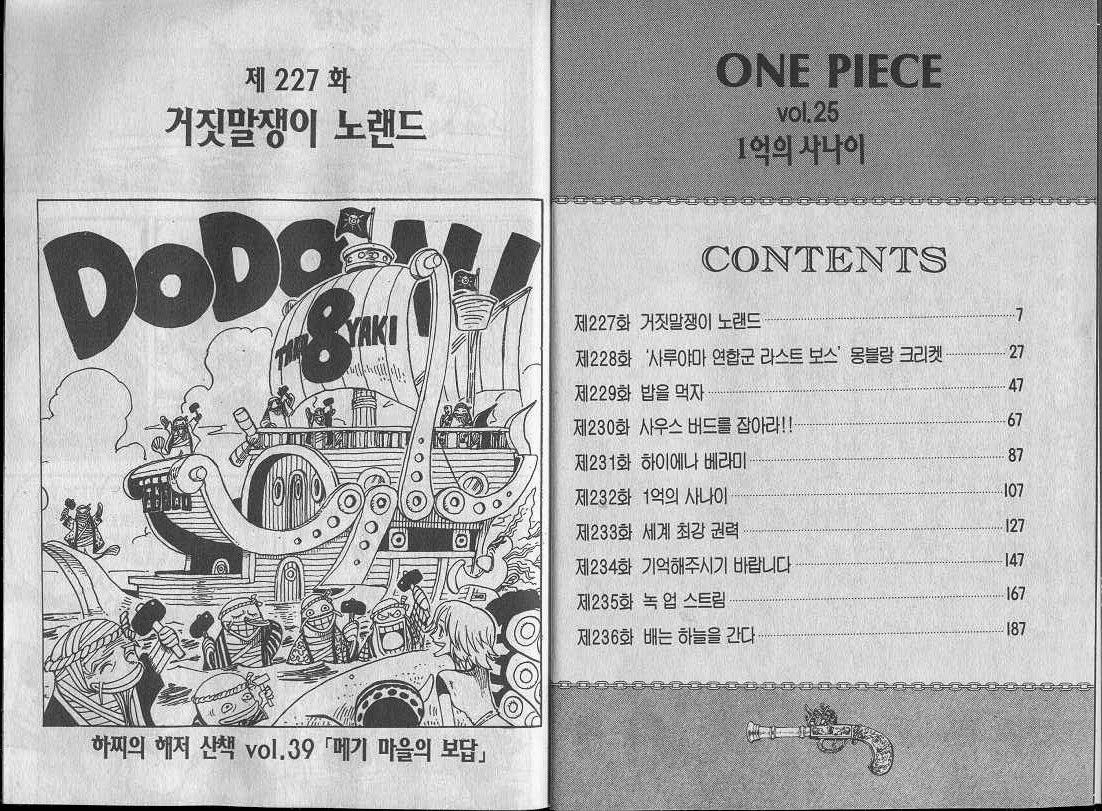 제 227 화
거짓말쟁이 노랜드
DODO
TAKO 8 YAKI
하찌의 해저 산책 vol.39 「메기 마을의 보답」
ONE PIECE
vol.25
1억의 사나이
CONTENTS
제227화 거짓말쟁이 노랜드 7
제228화 '사루야마 연합군 라스트 보스' 몽블랑 크리켓 27
제229화 밥을 먹자 47
제230화 사우스 버드를 잡아라!! 67
제231화 하이에나 베라미 87
제232화 1억의 사나이 107
제233화 세계 최강 권력 127
제234화 기억해주시기 바랍니다 147
제235화 녹 업 스트림 167
제236화 배는 하늘을 간다 187